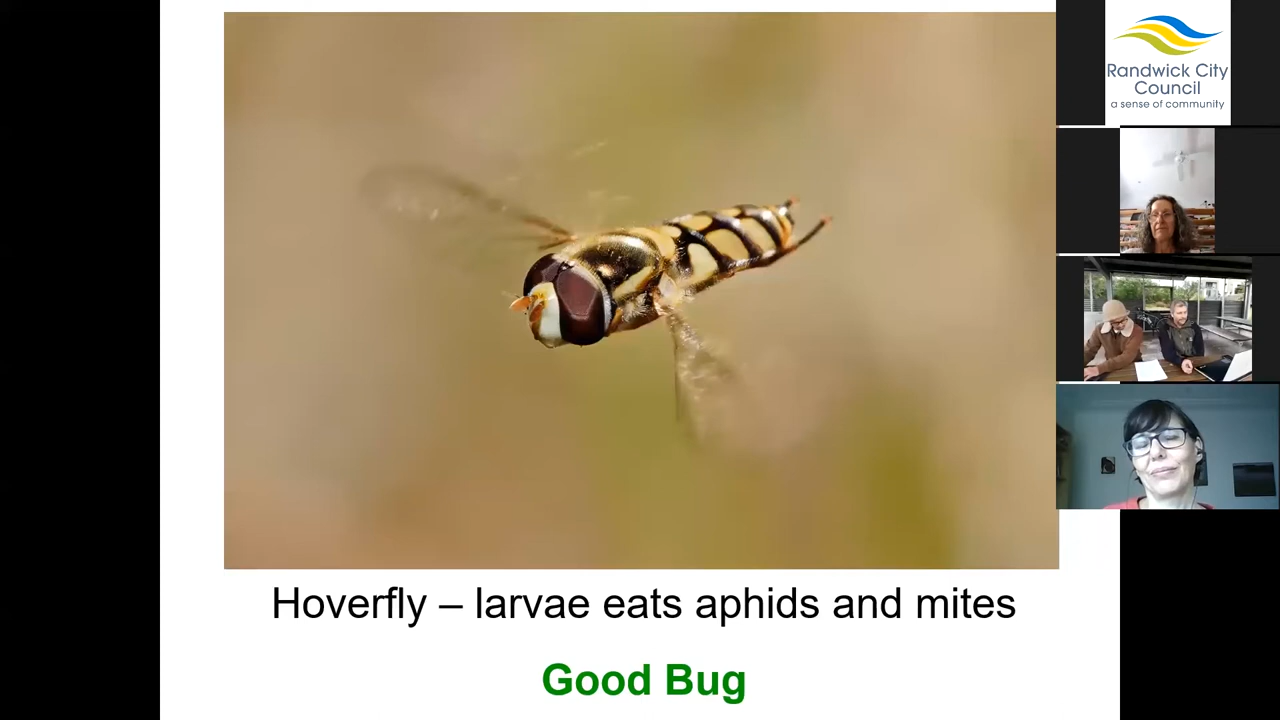 Randwick City
Council
a sense of community
Hoverfly – larvae eats aphids and mites
Good Bug